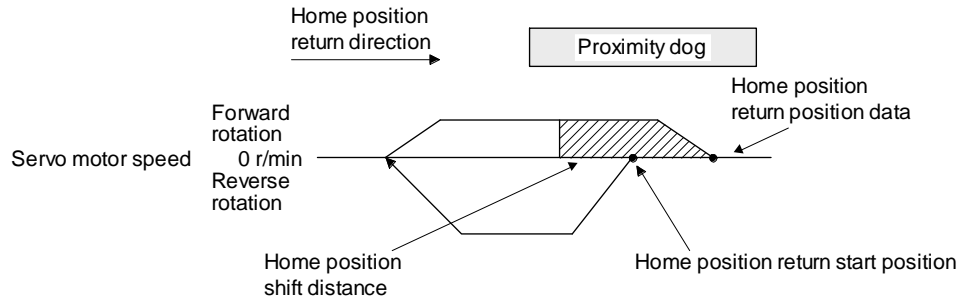 Home position
return direction
Proximity dog
Home position
return position data
Forward
rotation
Servo motor speed 0 r/min
Reverse
rotation
Home position
shift distance
Home position return start position